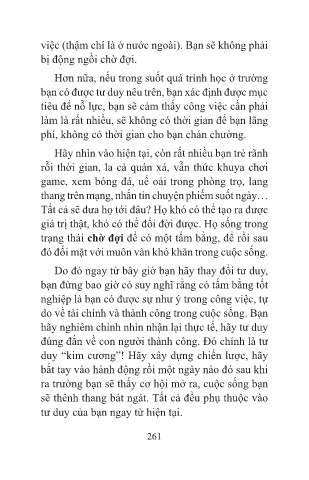 việc (thậm chí là ở nước ngoài). Bạn sẽ không phải
bị động ngồi chờ đợi.
Hơn nữa, nếu trong suốt quá trình học ở trường
bạn có được tư duy nêu trên, bạn xác định được mục
tiêu để nỗ lực, bạn sẽ cảm thấy công việc cần phải
làm là rất nhiều, sẽ không có thời gian để bạn lãng
phí, không có thời gian cho bạn chán chường.
Hãy nhìn vào hiện tại, còn rất nhiều bạn trẻ rảnh
rỗi thời gian, la cà quán xá, vẫn thức khuya chơi
game, xem bóng đá, uể oải trong phòng trọ, lang
thang trên mạng, nhắn tin chuyện phiếm suốt ngày…
Tất cả sẽ đưa họ tới đâu? Họ khó có thể tạo ra được
giá trị thật, khó có thể đổi đời được. Họ sống trong
trạng thái chờ đợi để có một tấm bằng, để rồi sau
đó đối mặt với muôn vàn khó khăn trong cuộc sống.
Do đó ngay từ bây giờ bạn hãy thay đổi tư duy,
bạn đừng bao giờ có suy nghĩ rằng có tấm bằng tốt
nghiệp là bạn có được sự như ý trong công việc, tự
do về tài chính và thành công trong cuộc sống. Bạn
hãy nghiêm chỉnh nhìn nhận lại thực tế, hãy tư duy
đúng đắn về con người thành công. Đó chính là tư
duy “kim cương”! Hãy xây dựng chiến lược, hãy
bắt tay vào hành động rồi một ngày nào đó sau khi
ra trường bạn sẽ thấy cơ hội mở ra, cuộc sống bạn
sẽ thênh thang bát ngát. Tất cả đều phụ thuộc vào
tư duy của bạn ngay từ hiện tại.
261